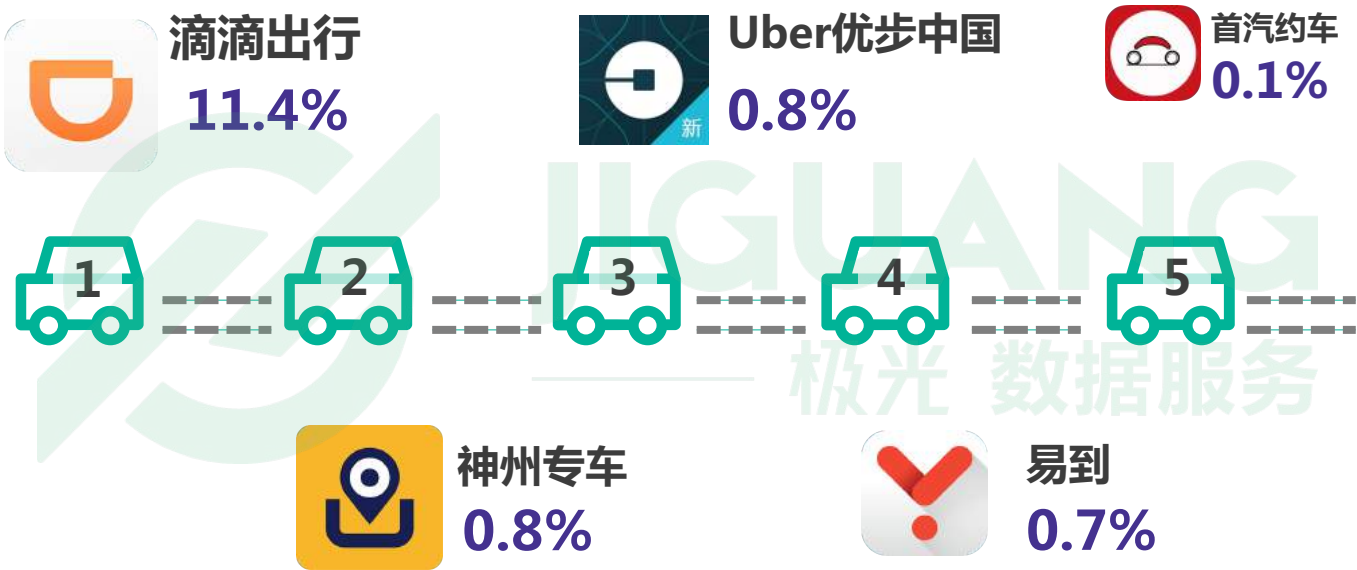 滴滴出行
11.4%
Uber优步中国
0.8%
新
首汽约车
0.1%
JIGUANG
1
2
3
4
5
极光 数据服务
神州专车
0.8%
易到
0.7%